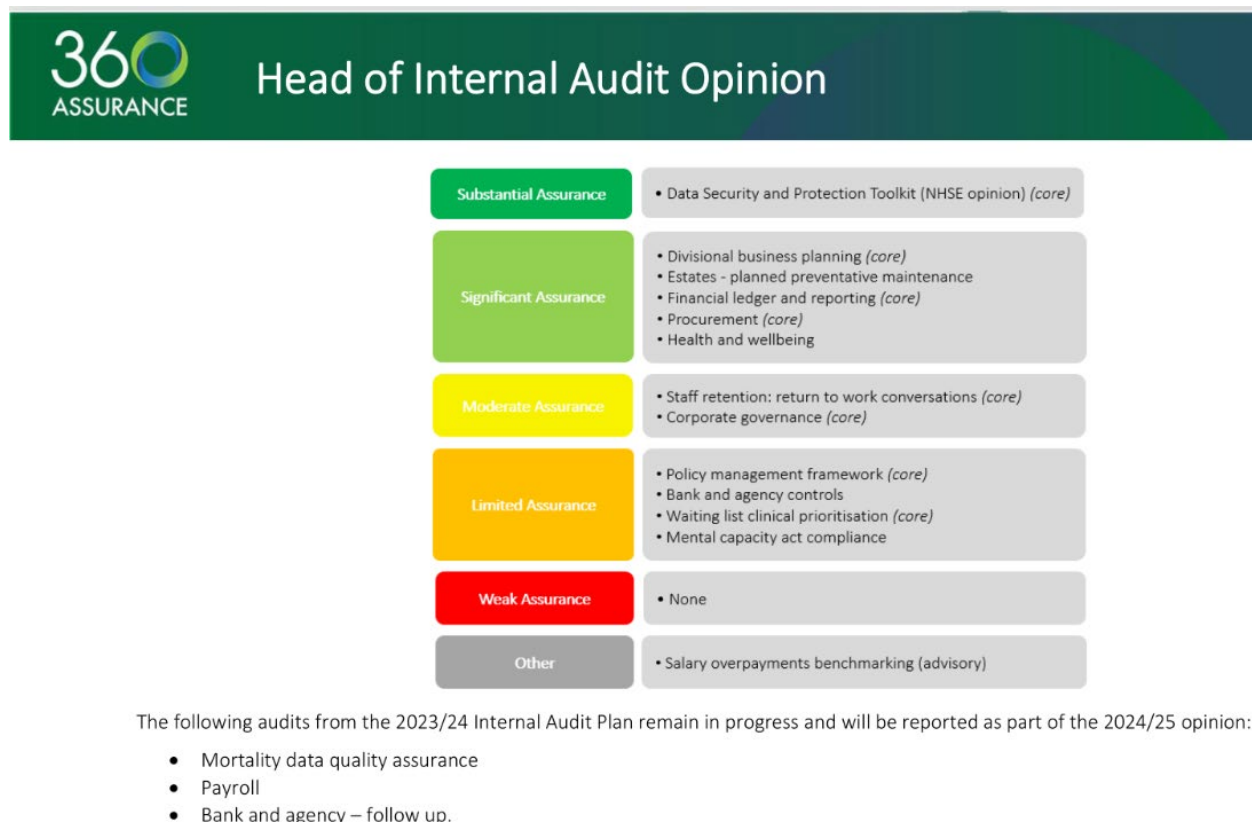 360
ASSURANCE
Head of Internal Audit Opinion
Substantial Assurance
• Data Security and Protection Toolkit (NHSE opinion) (core)
Significant Assurance
• Divisional business planning (core)
• Estates - planned preventative maintenance
• Financial ledger and reporting (core)
• Procurement (core)
• Health and wellbeing
Moderate Assurance
• Staff retention: return to work conversations (core)
• Corporate governance (core)
Limited Assurance
• Policy management framework (core)
• Bank and agency controls
• Waiting list clinical prioritisation (core)
• Mental capacity act compliance
Weak Assurance
• None
Other
• Salary overpayments benchmarking (advisory)
The following audits from the 2023/24 Internal Audit Plan remain in progress and will be reported as part of the 2024/25 opinion:
• Mortality data quality assurance
• Payroll
• Bank and agency – follow up.